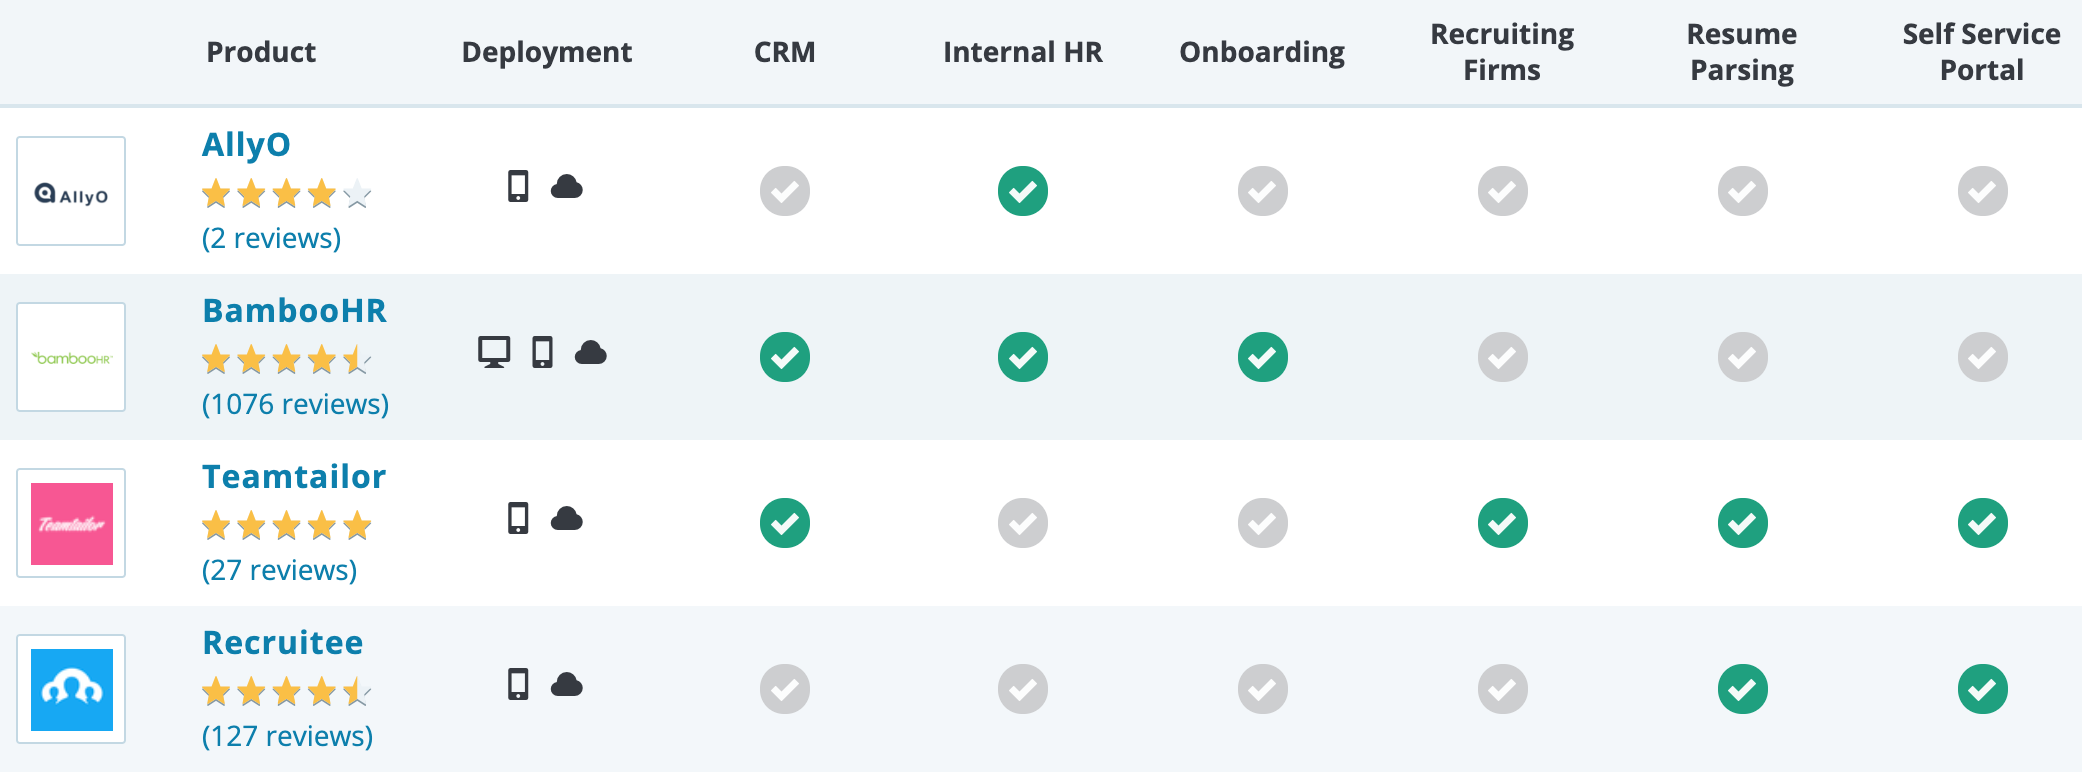 Product
Deployment
CRM
Internal HR
Onboarding
Recruiting
Firms
Resume
Parsing
Self Service
Portal
AllyO
AllyO
(2 reviews)
bambooHR
BambooHR
(1076 reviews)
Teamtailor
Teamtailor
(27 reviews)
Recruitee
(127 reviews)